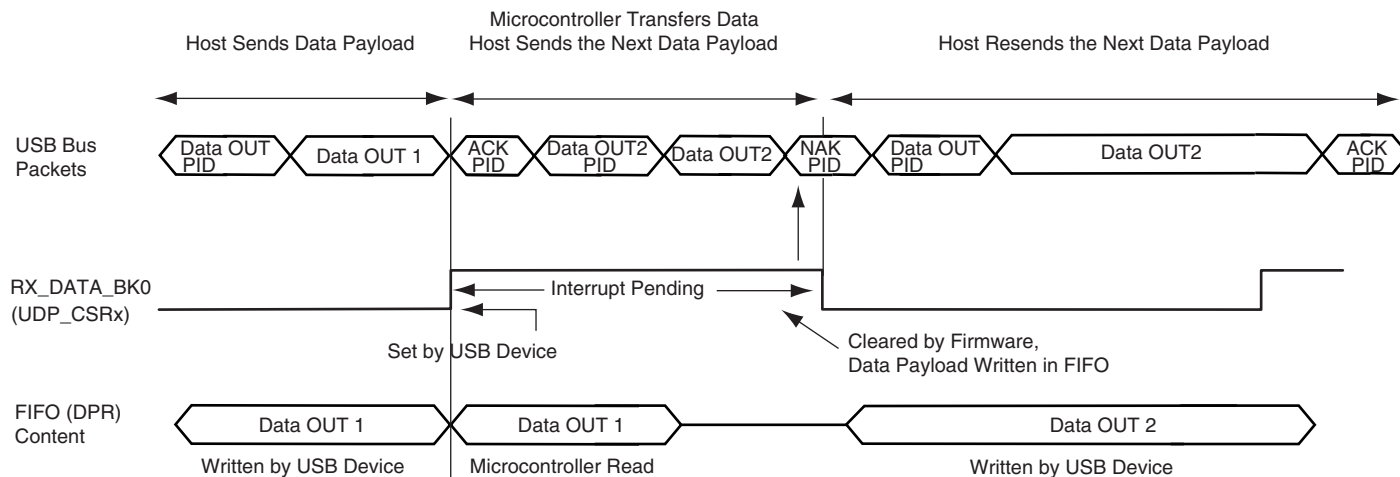 Host Sends Data Payload
Microcontroller Transfers Data
Host Sends the Next Data Payload
Host Resends the Next Data Payload
USB Bus
Packets
Data OUT
PID
Data OUT 1
ACK
PID
Data OUT2
PID
Data OUT2
NAK
PID
Data OUT
PID
Data OUT2
ACK
PID
RX_DATA_BK0
(UDP_CSRx)
Interrupt Pending
Set by USB Device
Cleared by Firmware,
Data Payload Written in FIFO
FIFO (DPR)
Content
Data OUT 1
Data OUT 1
Data OUT 2
Written by USB Device
Microcontroller Read
Written by USB Device